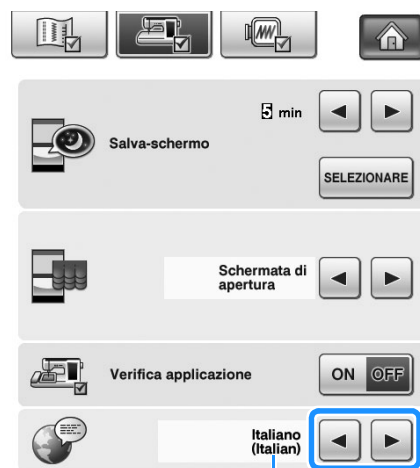 5 min
Salva-schermo
SELEZIONARE
Schermata di
apertura
Verifica applicazione
ON OFF
Italiano
(Italian)